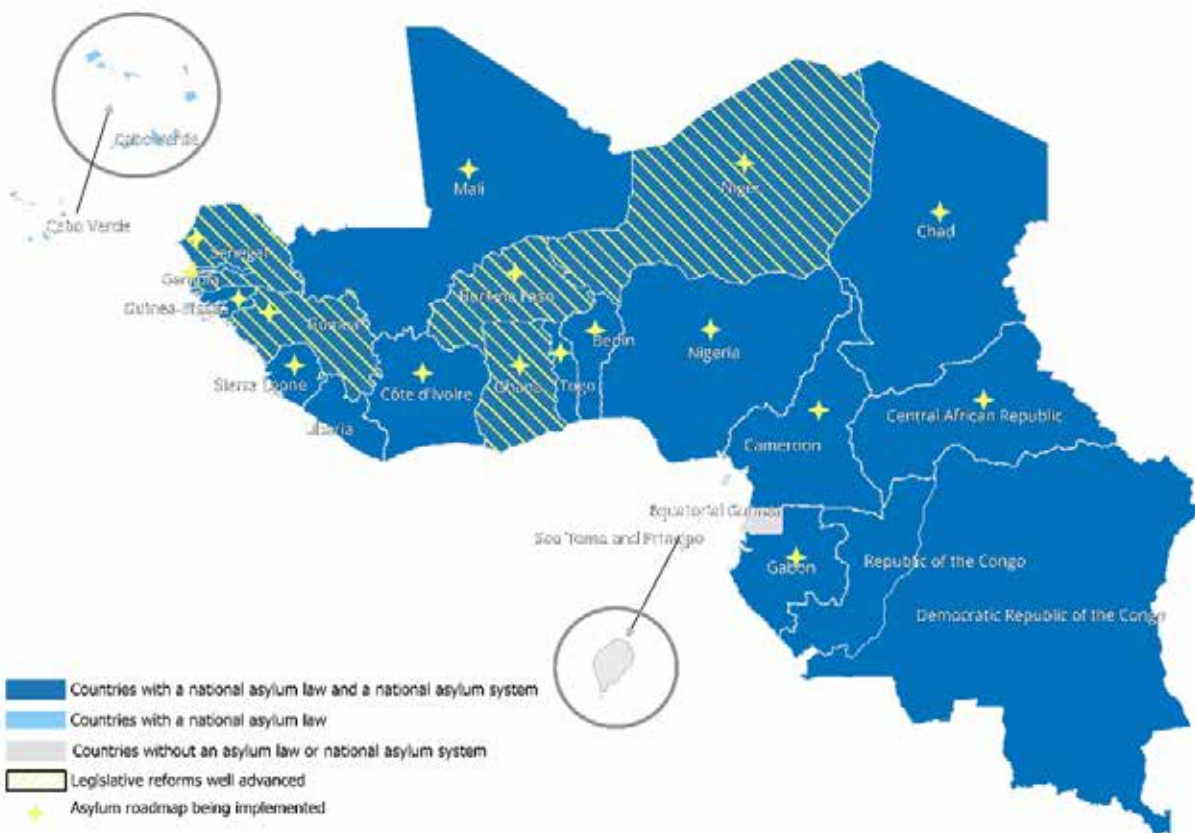 Cabo Verde
Cabo Verde
Mali
Niger
Chad
Senegal
Gambia
Guinea-Bissau
Guinea
Burkina Faso
Benin
Nigeria
Sierra Leone
Côte d'Ivoire
Ghana
Togo
Liberia
Central African Republic
Cameroon
Equatorial Guinea
Sao Tome and Principe
Gabon
Republic of the Congo
Democratic Republic of the Congo
Countries with a national asylum law and a national asylum system
Countries with a national asylum law
Countries without an asylum law or national asylum system
Legislative reforms well advanced
Asylum roadmap being implemented